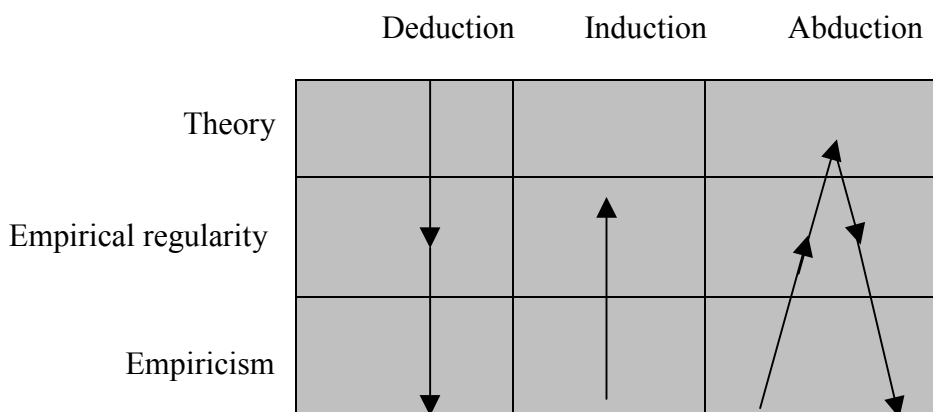 Deduction Induction Abduction
Theory
Empirical regularity
Empiricism